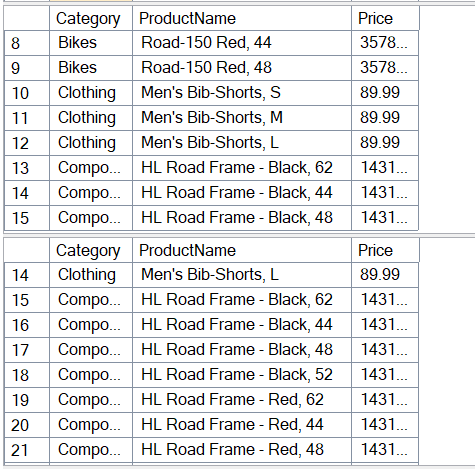 Category ProductName Price
8 Bikes Road-150 Red, 44 3578...
9 Bikes Road-150 Red, 48 3578...
10 Clothing Men's Bib-Shorts, S 89.99
11 Clothing Men's Bib-Shorts, M 89.99
12 Clothing Men's Bib-Shorts, L 89.99
13 Compo... HL Road Frame - Black, 62 1431...
14 Compo... HL Road Frame - Black, 44 1431...
15 Compo... HL Road Frame - Black, 48 1431...
Category ProductName Price
14 Clothing Men's Bib-Shorts, L 89.99
15 Compo... HL Road Frame - Black, 62 1431...
16 Compo... HL Road Frame - Black, 44 1431...
17 Compo... HL Road Frame - Black, 48 1431...
18 Compo... HL Road Frame - Black, 52 1431...
19 Compo... HL Road Frame - Red, 62 1431...
20 Compo... HL Road Frame - Red, 44 1431...
21 Compo... HL Road Frame - Red, 48 1431...